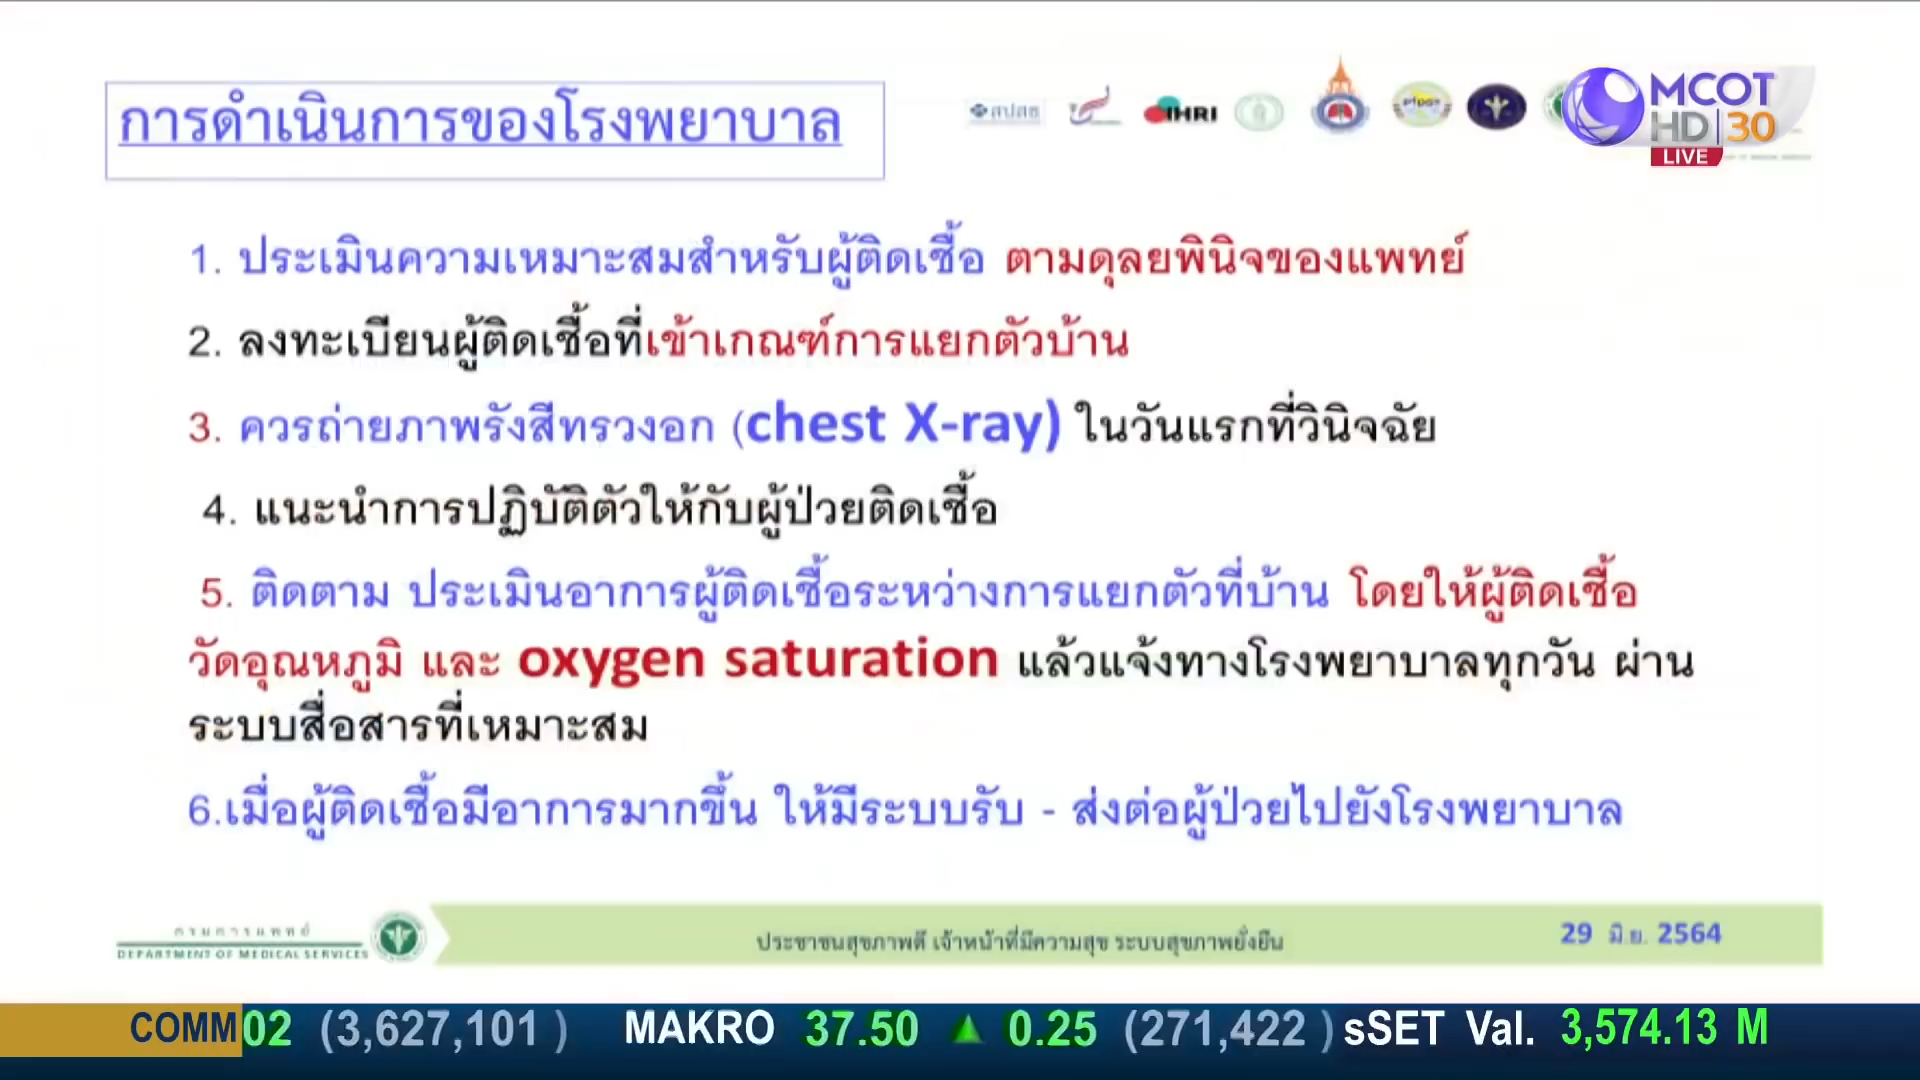 การดำเนินการของโรงพยาบาล
สปสช
IHRI
MCOT
HD 30
LIVE
1. ประเมินความเหมาะสมสำหรับผู้ติดเชื้อ ตามดุลยพินิจของแพทย์
2. ลงทะเบียนผู้ติดเชื้อที่เข้าเกณฑ์การแยกตัวบ้าน
3. ควรถ่ายภาพรังสีทรวงอก (chest X-ray) ในวันแรกที่วินิจฉัย
4. แนะนำการปฏิบัติตัวให้กับผู้ป่วยติดเชื้อ
5. ติดตาม ประเมินอาการผู้ติดเชื้อระหว่างการแยกตัวที่บ้าน โดยให้ผู้ติดเชื้อ
วัดอุณหภูมิ และ oxygen saturation แล้วแจ้งทางโรงพยาบาลทุกวัน ผ่าน
ระบบสื่อสารที่เหมาะสม
6.เมื่อผู้ติดเชื้อมีอาการมากขึ้น ให้มีระบบรับ - ส่งต่อผู้ป่วยไปยังโรงพยาบาล
กรมการแพทย์
DEPARTMENT OF MEDICAL SERVICES
ประชาชนสุขภาพดี เจ้าหน้าที่มีความสุข ระบบสุขภาพยั่งยืน
29 มิ.ย. 2564
COMM 02 (3,627,101 ) MAKRO 37.50 ▲ 0.25 (271,422 ) sSET Val. 3,574.13 M